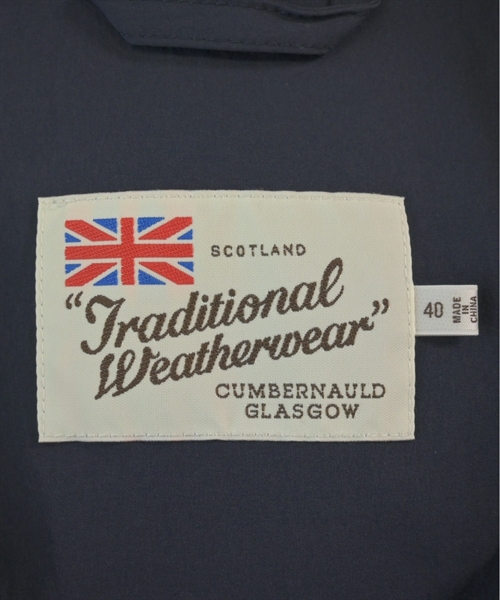 SCOTLAND
"Traditional
Weatherwear"
CUMBERNAULD
GLASGOW
40
MADE
IN
CHINA